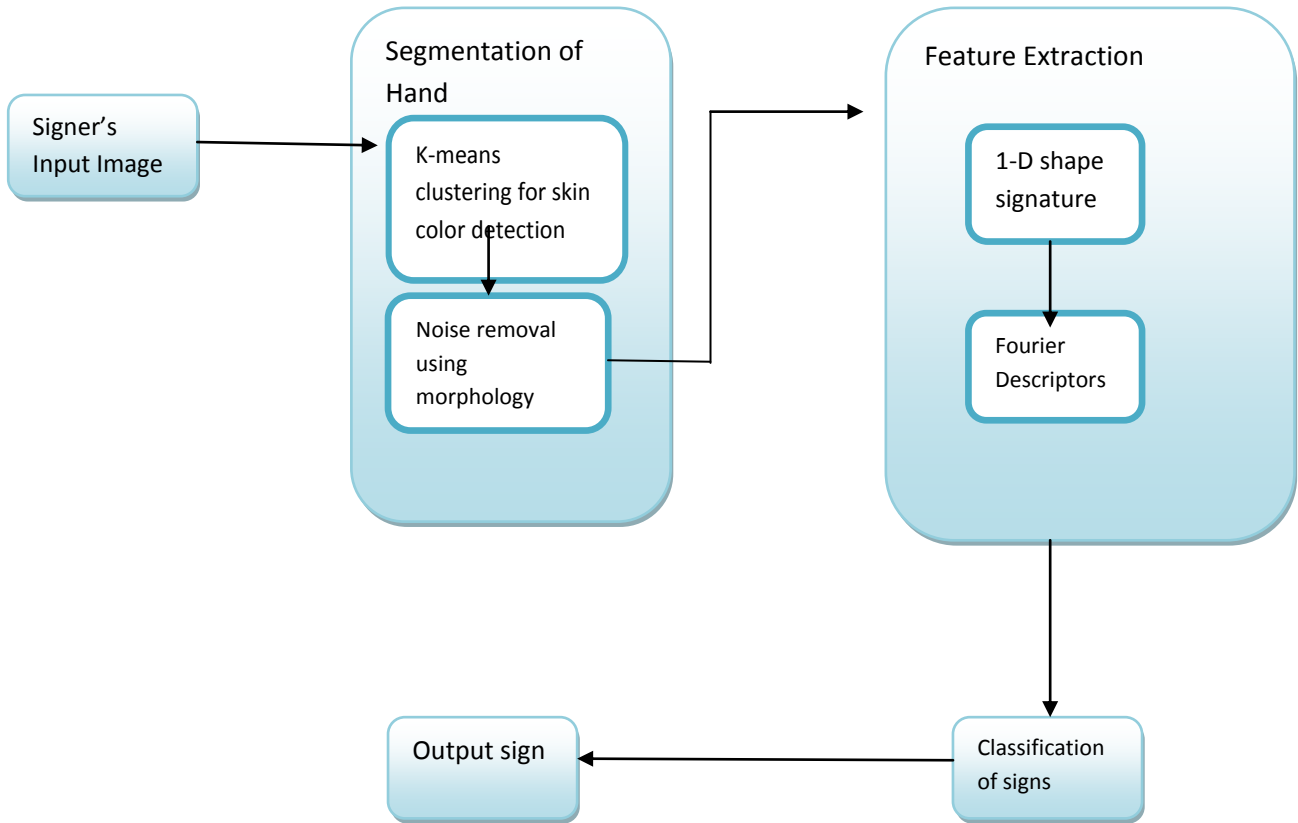 Signer’s
Input Image
Segmentation of
Hand
K-means
clustering for skin
color detection
Noise removal
using
morphology
Feature Extraction
1-D shape
signature
Fourier
Descriptors
Classification
of signs
Output sign